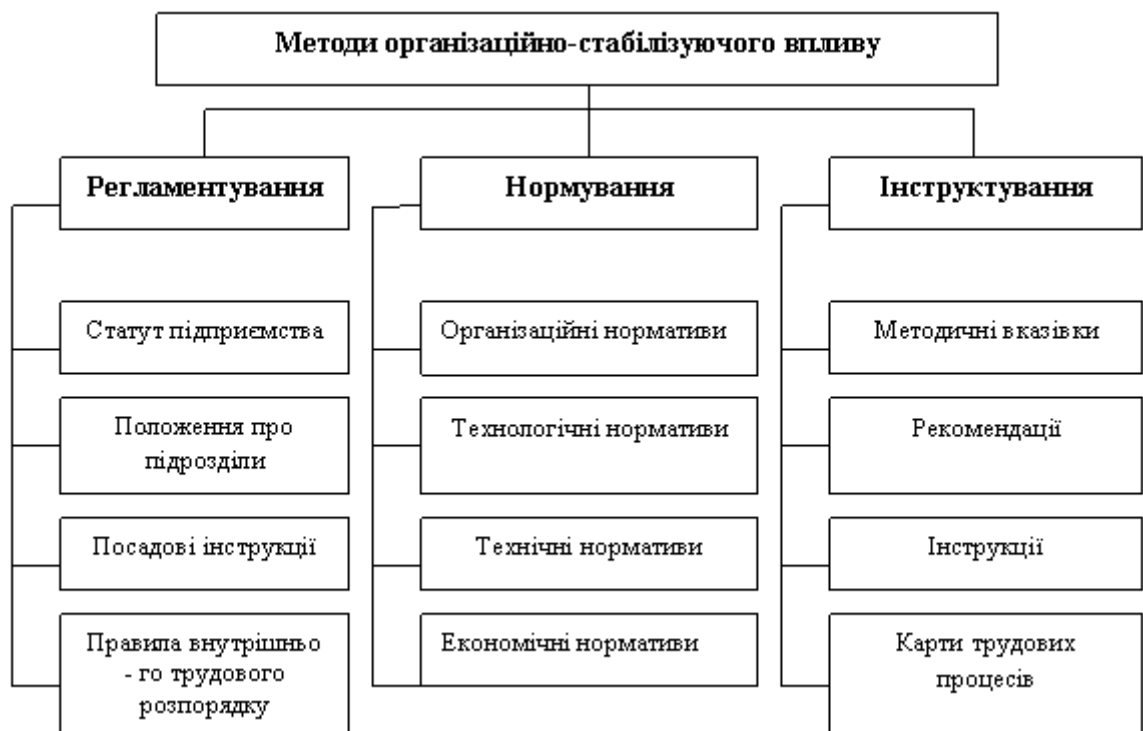 Методи організаційно-стабілізуючого впливу
Регламентування
Нормування
Інструктування
Статут підприємства
Організаційні нормативи
Методичні вказівки
Положення про
підрозділи
Технологічні нормативи
Рекомендації
Посадові інструкції
Технічні нормативи
Інструкції
Правила внутрішньо
- го трудового
розпорядку
Економічні нормативи
Карти трудових
процесів